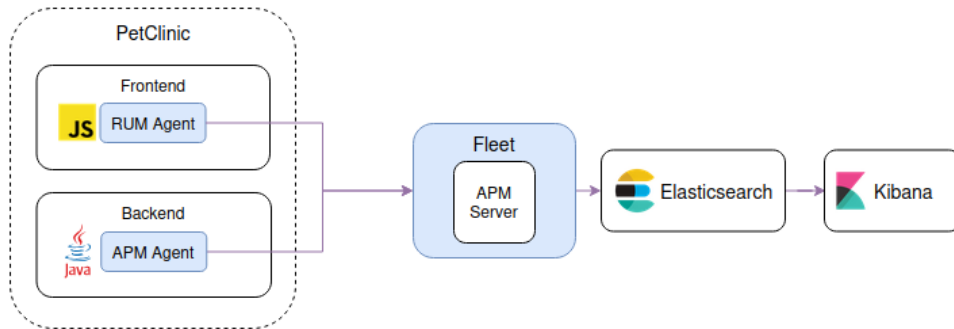 PetClinic
Frontend
JS
RUM Agent
Backend
Java
APM Agent
Fleet
APM
Server
Elasticsearch
Kibana